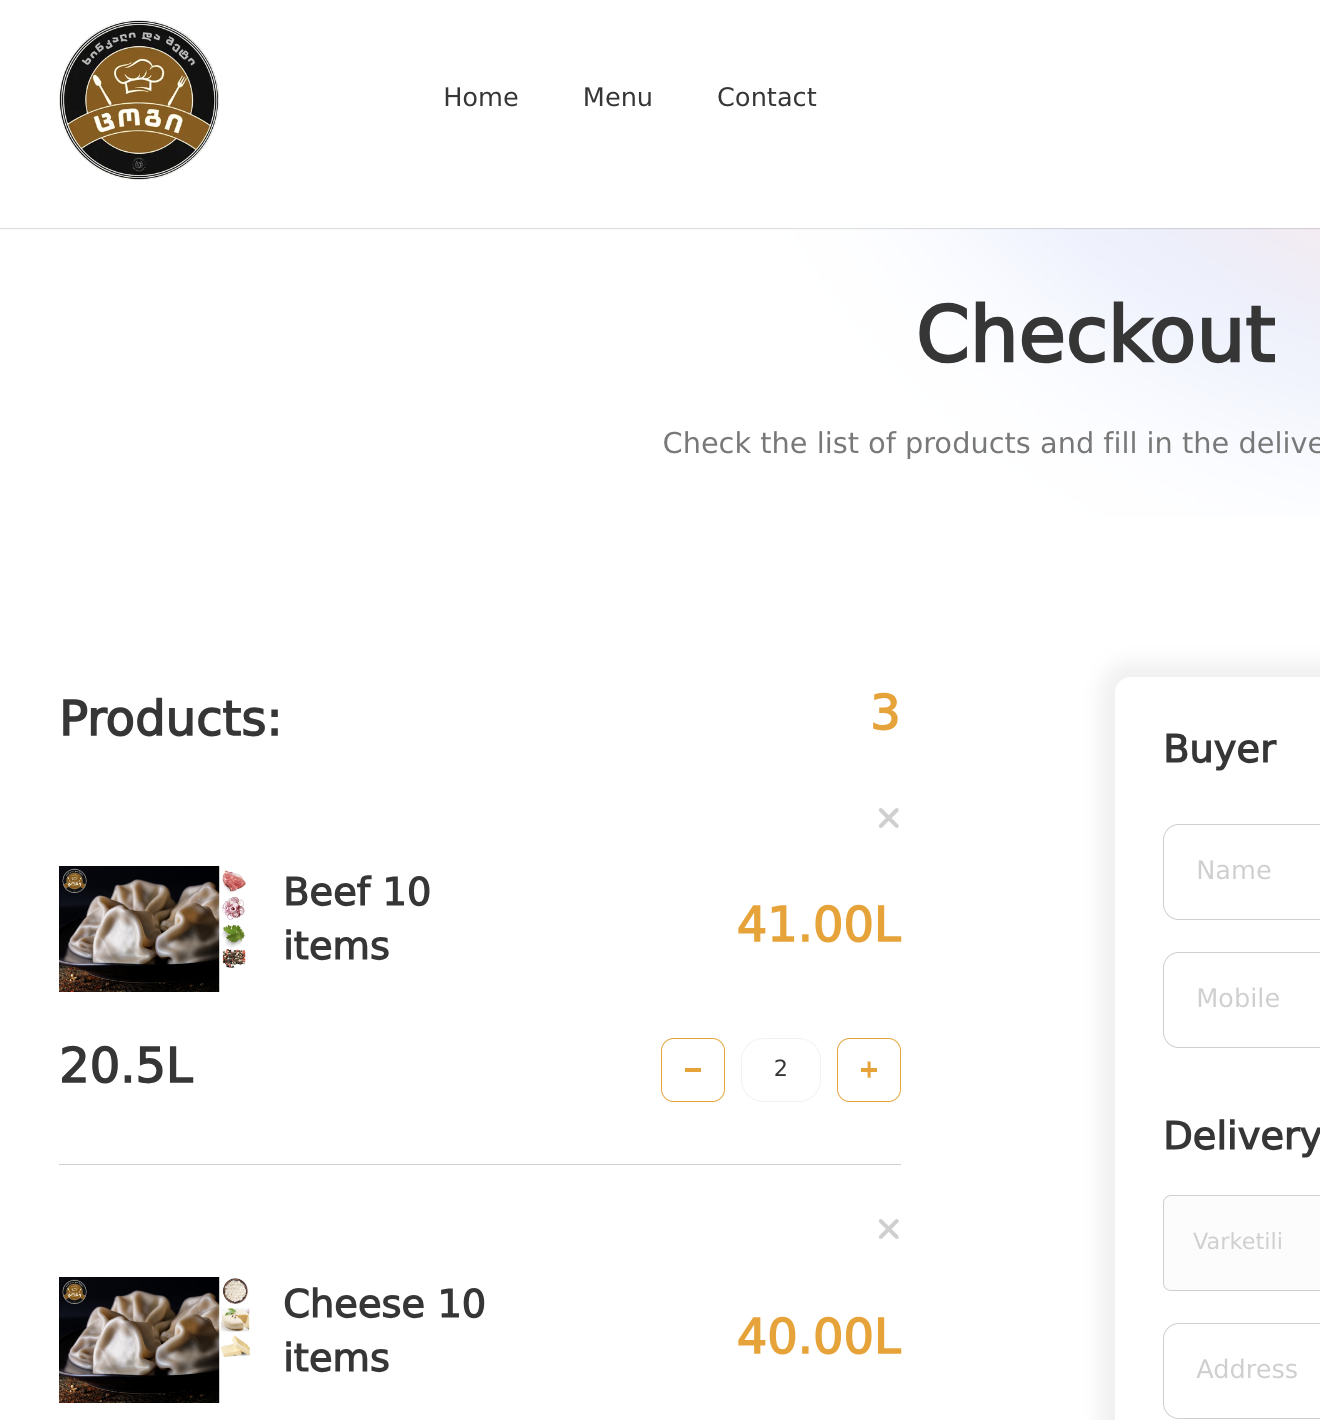 ხინკალი და მეტი
ცოგი
Home
Menu
Contact
Checkout
Check the list of products and fill in the delive
Products:
3
Beef 10
items
41.00L
20.5L
2
Cheese 10
items
40.00L
Buyer
Name
Mobile
Delivery
Varketili
Address